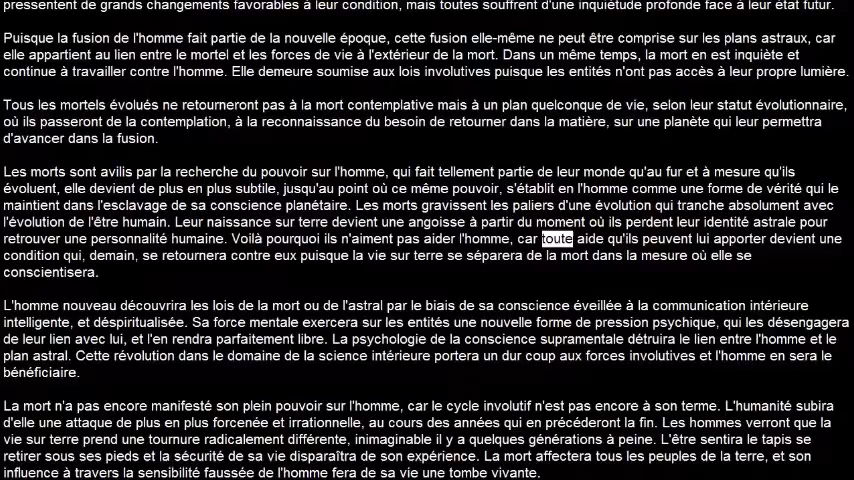 pressentent de grands changements favorables à leur condition, mais toutes souffrent d'une inquiétude profonde face à leur état futur.
Puisque la fusion de l'homme fait partie de la nouvelle époque, cette fusion elle-même ne peut être comprise sur les plans astraux, car
elle appartient au lien entre le mortel et les forces de vie à l'extérieur de la mort. Dans un même temps, la mort en est inquiète et
continue à travailler contre l'homme. Elle demeure soumise aux lois involutives puisque les entités n'ont pas accès à leur propre lumière.
Tous les mortels évolués ne retourneront pas à la mort contemplative mais à un plan quelconque de vie, selon leur statut évolutionnaire,
où ils passeront de la contemplation, à la reconnaissance du besoin de retourner dans la matière, sur une planète qui leur permettra
d'avancer dans la fusion.
Les morts sont avilis par la recherche du pouvoir sur l'homme, qui fait tellement partie de leur monde qu'au fur et à mesure qu'ils
évoluent, elle devient de plus en plus subtile, jusqu'au point où ce même pouvoir, s'établit en l'homme comme une forme de vérité qui le
maintient dans l'esclavage de sa conscience planétaire. Les morts gravissent les paliers d'une évolution qui tranche absolument avec
l'évolution de l'être humain. Leur naissance sur terre devient une angoisse à partir du moment où ils perdent leur identité astrale pour
retrouver une personnalité humaine. Voilà pourquoi ils n'aiment pas aider l'homme, car toute aide qu'ils peuvent lui apporter devient une
condition qui, demain, se retournera contre eux puisque la vie sur terre se séparera de la mort dans la mesure où elle se
conscientisera.
L'homme nouveau découvrira les lois de la mort ou de l'astral par le biais de sa conscience éveillée à la communication intérieure
intelligente, et déspiritualisée. Sa force mentale exercera sur les entités une nouvelle forme de pression psychique, qui les désengagera
de leur lien avec lui, et l'en rendra parfaitement libre. La psychologie de la conscience supramentale détruira le lien entre l'homme et le
plan astral. Cette révolution dans le domaine de la science intérieure portera un dur coup aux forces involutives et l'homme en sera le
bénéficiaire.
La mort n'a pas encore manifesté son plein pouvoir sur l'homme, car le cycle involutif n'est pas encore à son terme. L'humanité subira
d'elle une attaque de plus en plus forcenée et irrationnelle, au cours des années qui en précéderont la fin. Les hommes verront que la
vie sur terre prend une tournure radicalement différente, inimaginable il y a quelques générations à peine. L'être sentira le tapis se
retirer sous ses pieds et la sécurité de sa vie disparaîtra de son expérience. La mort affectera tous les peuples de la terre, et son
influence à travers la sensibilité faussée de l'homme fera de sa vie une tombe vivante.